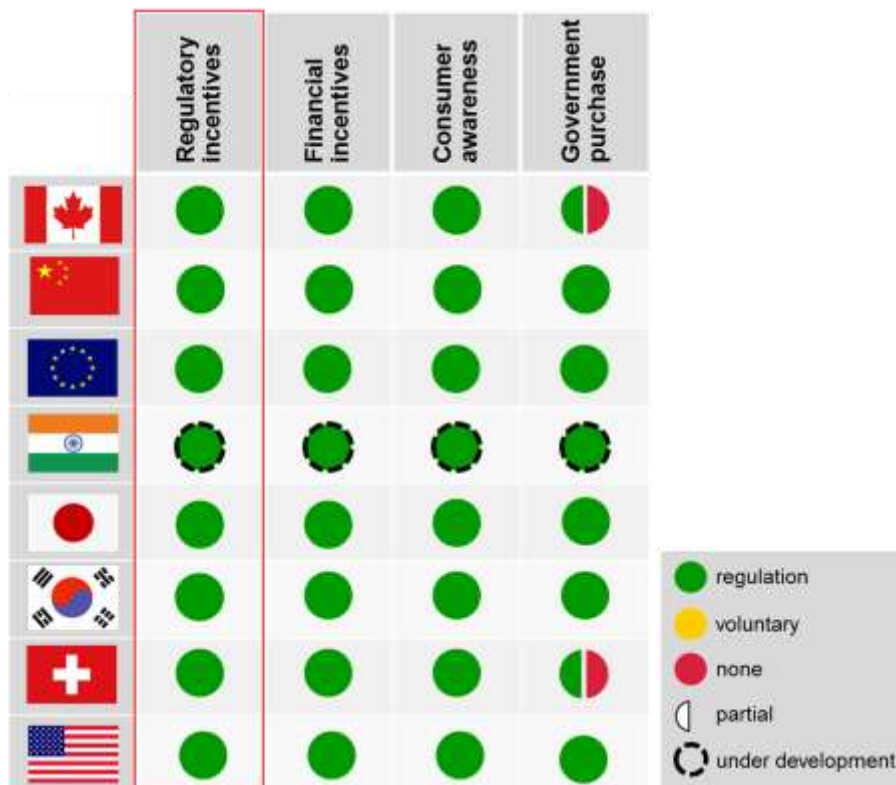 Regulatory
incentives
Financial
incentives
Consumer
awareness
Government
purchase
regulation
voluntary
none
partial
under development